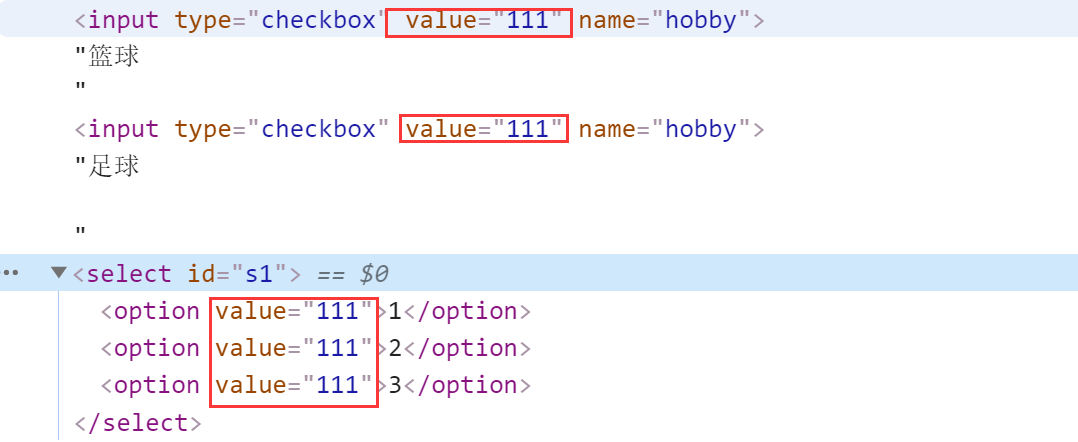 <input type="checkbox" value="111" name="hobby">
"篮球
"
<input type="checkbox" value="111" name="hobby">
"足球
"
… ▼<select id="s1"> == $0
<option value="111">1</option>
<option value="111">2</option>
<option value="111">3</option>
</select>